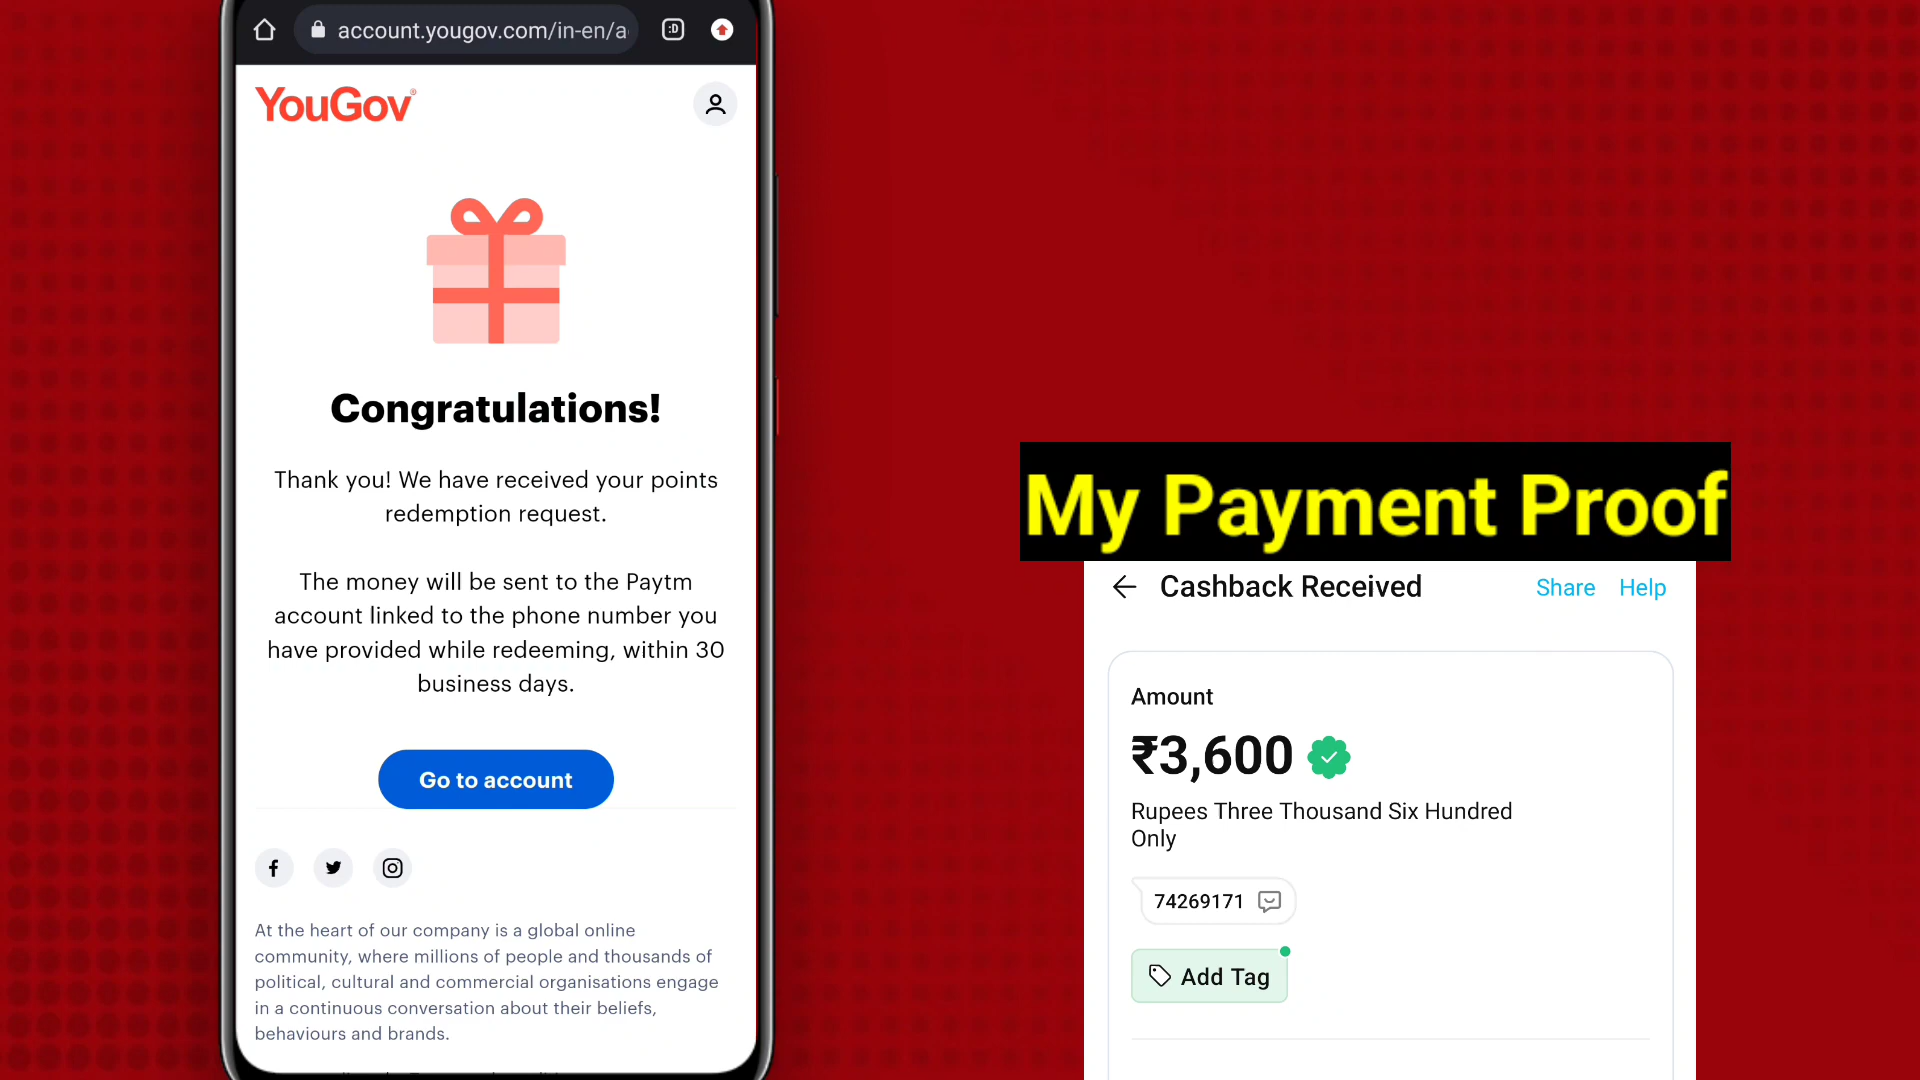 account.yougov.com/in-en/a
:D
YouGov®
Congratulations!
Thank you! We have received your points
redemption request.
The money will be sent to the Paytm
account linked to the phone number you
have provided while redeeming, within 30
business days.
Go to account
At the heart of our company is a global online
community, where millions of people and thousands of
political, cultural and commercial organisations engage
in a continuous conversation about their beliefs,
behaviours and brands.
My Payment Proof
Cashback Received
Share
Help
Amount
₹3,600
Rupees Three Thousand Six Hundred
Only
74269171
Add Tag